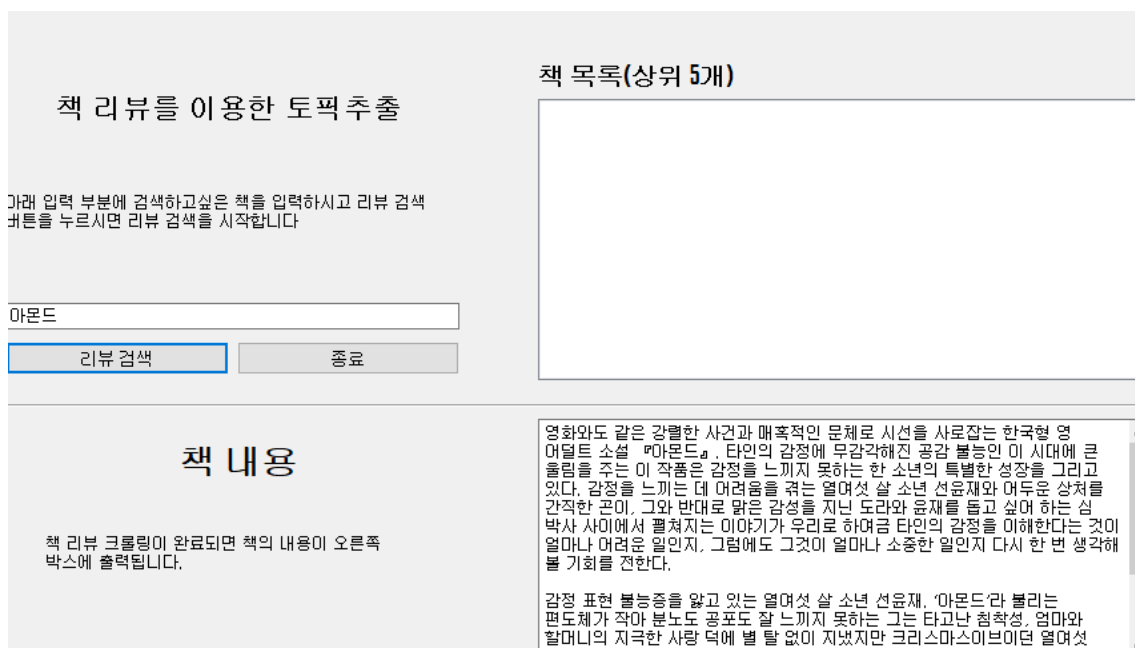 책 리뷰를 이용한 토픽추출
아래 입력 부분에 검색하고싶은 책을 입력하시고 리뷰 검색
버튼을 누르시면 리뷰 검색을 시작합니다
아몬드
리뷰 검색
종료
책 목록(상위 5개)
책 내용
책 리뷰 크롤링이 완료되면 책의 내용이 오른쪽
박스에 출력됩니다.
영화와도 같은 강렬한 사건과 매혹적인 문체로 시선을 사로잡는 한국형 영
어덜트 소설 『아몬드』. 타인의 감정에 무감각해진 공감 불능인 이 시대에 큰
울림을 주는 이 작품은 감정을 느끼지 못하는 한 소년의 특별한 성장을 그리고
있다. 감정을 느끼는 데 어려움을 겪는 열여섯 살 소년 선윤재와 어두운 상처를
간직한 곤이, 그와 반대로 맑은 감성을 지닌 도라와 윤재를 돕고 싶어 하는 심
박사 사이에서 펼쳐지는 이야기가 우리로 하여금 타인의 감정을 이해한다는 것이
얼마나 어려운 일인지, 그럼에도 그것이 얼마나 소중한 일인지 다시 한 번 생각해
볼 기회를 전한다.
감정 표현 불능증을 앓고 있는 열여섯 살 소년 선윤재. '아몬드'라 불리는
편도체가 작아 분노도 공포도 잘 느끼지 못하는 그는 타고난 침착성, 엄마와
할머니의 지극한 사랑 덕에 별 탈 없이 지냈지만 크리스마스이브이던 열여섯